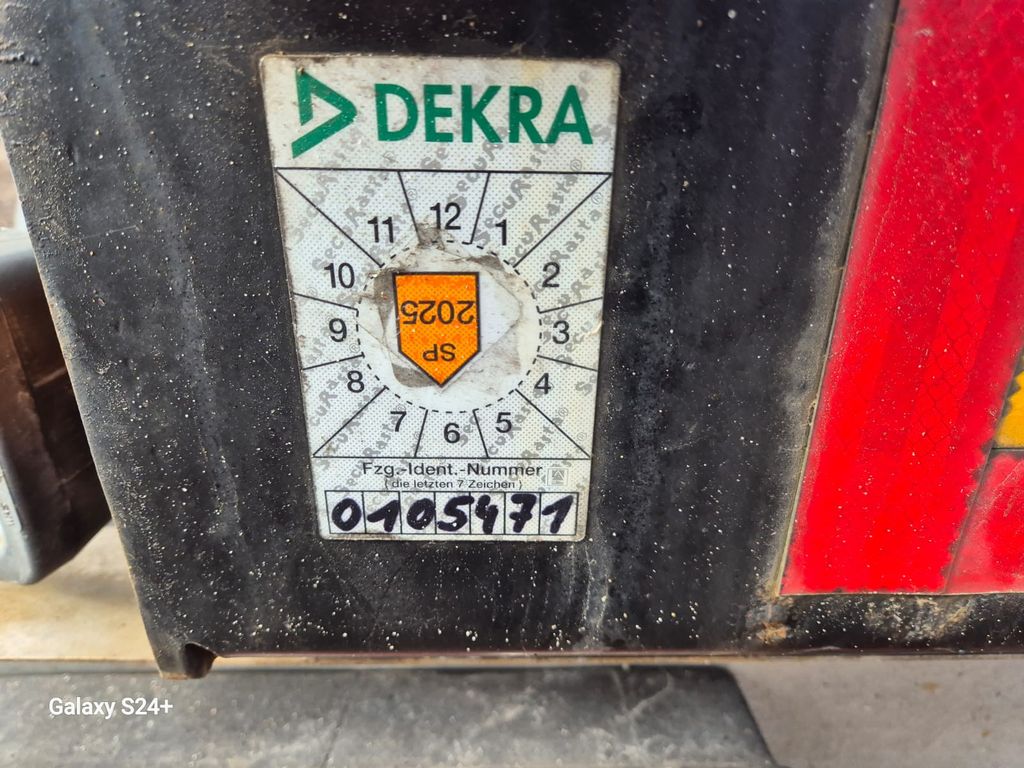 DEKRA
11 12 1
10 2
9 3
8 4
7 6 5
SP
2025
Fzg.-Ident.-Nummer
(die letzten 7 Zeichen)
0105471
Galaxy S24+